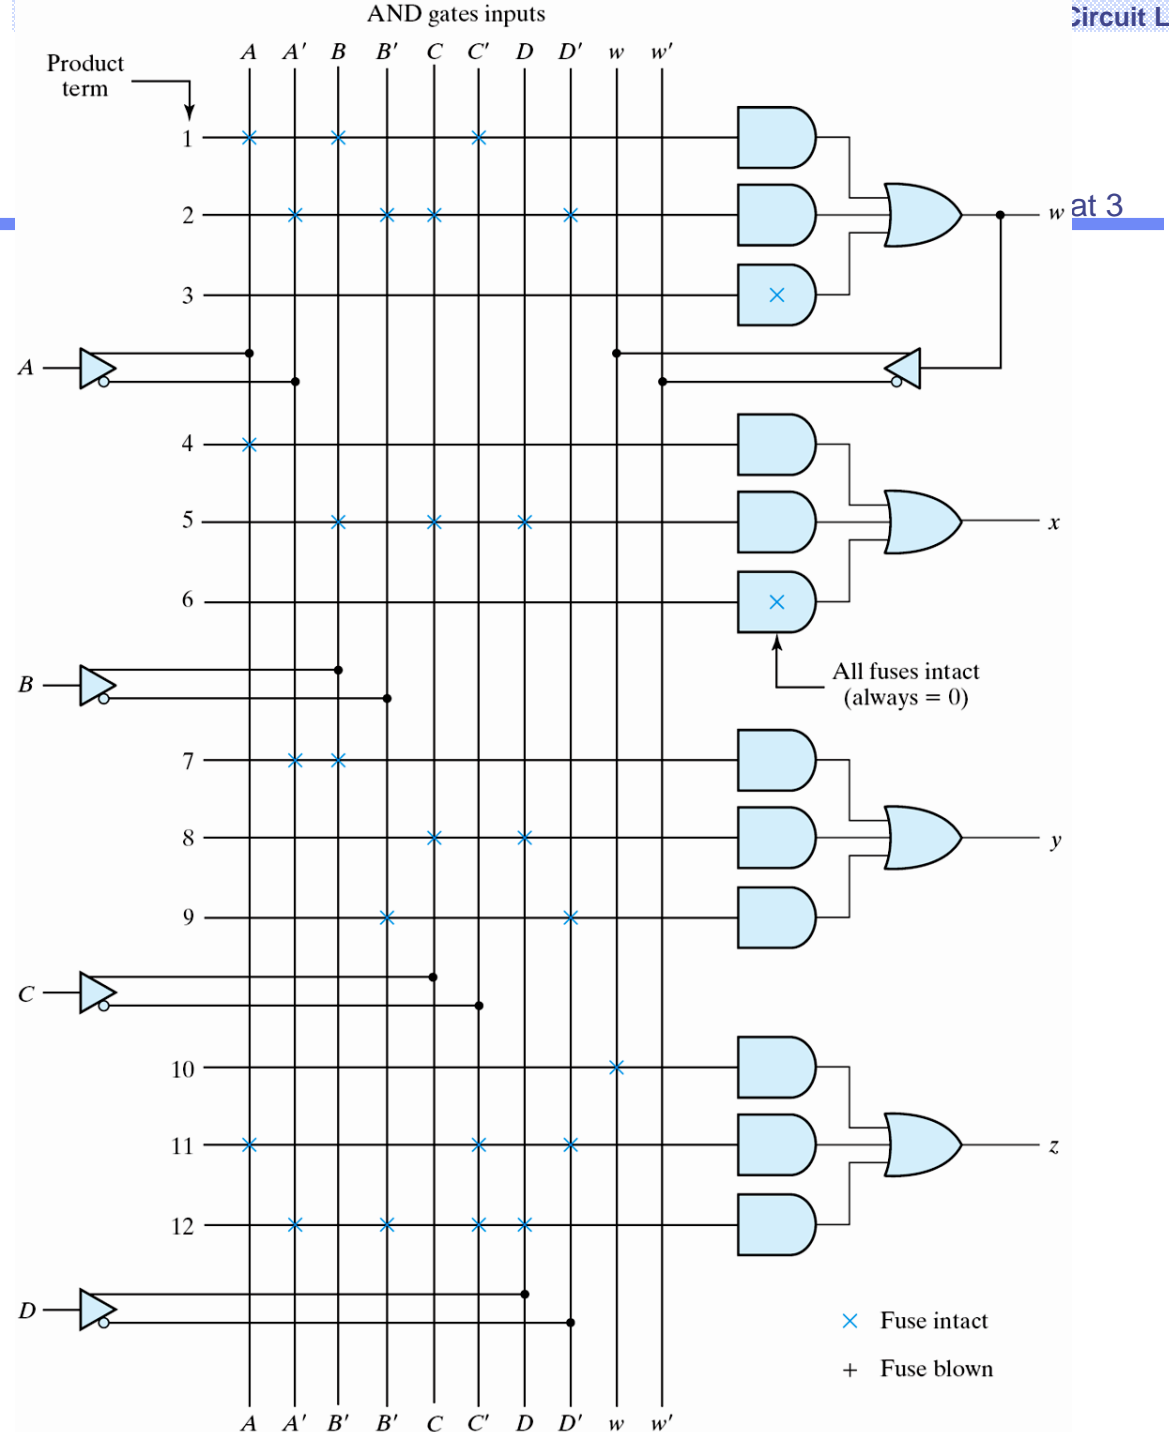 AND gates inputs
Circuit L
A A′ B B′ C C′ D D′ w w′
Product
term
1
2
w
at 3
3
A
4
5
x
6
All fuses intact
(always = 0)
B
7
8
y
9
C
10
11
z
12
D
× Fuse intact
+ Fuse blown
A A′ B′ B′ C C′ D D′ w w′